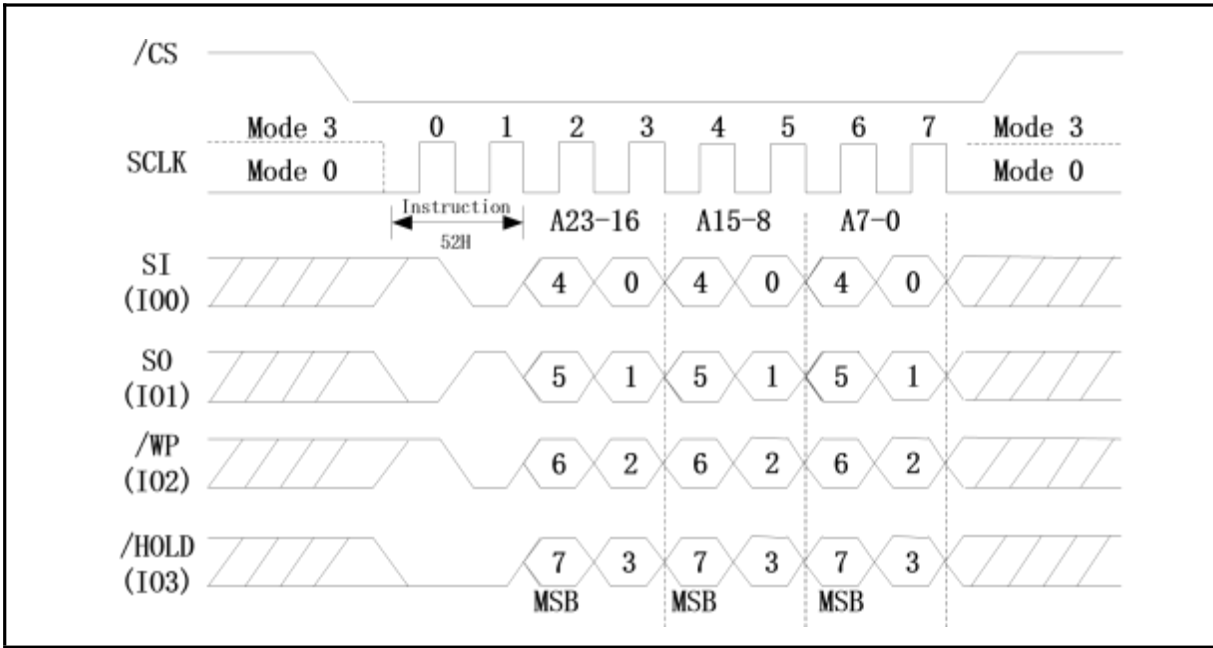 /CS
Mode 3 0 1 2 3 4 5 6 7 Mode 3
SCLK
Mode 0 Mode 0
Instruction
52H
A23-16 A15-8 A7-0
SI
(IO0)
4 0 4 0 4 0
SO
(IO1)
5 1 5 1 5 1
/WP
(IO2)
6 2 6 2 6 2
/HOLD
(IO3)
7 3 7 3 7 3
MSB MSB MSB